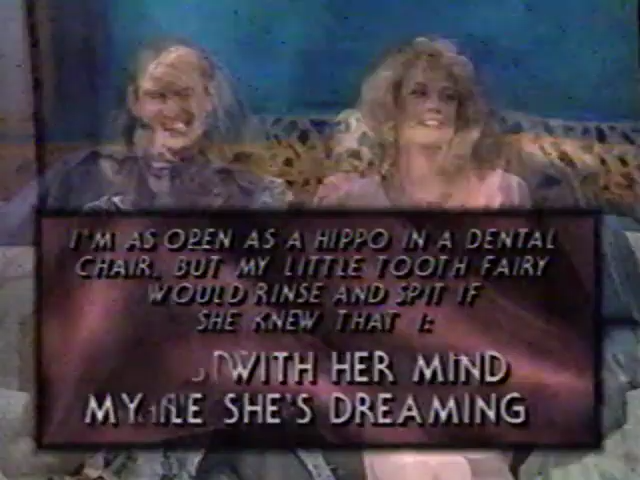 I'M AS OPEN AS A HIPPO IN A DENTAL
CHAIR. BUT MY LITTLE TOOTH FAIRY
WOULD RINSE AND SPIT IF
SHE KNEW THAT I:
WITH HER MIND
MY SHE'S DREAMING